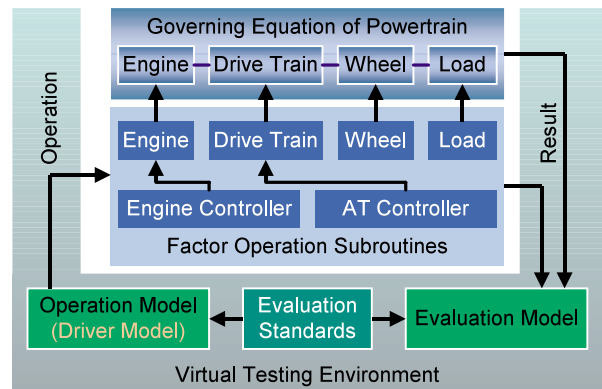 Governing Equation of Powertrain
Engine Drive Train Wheel Load
Operation
Result
Engine Drive Train Wheel Load
Engine Controller AT Controller
Factor Operation Subroutines
Operation Model
(Driver Model)
Evaluation
Standards
Evaluation Model
Virtual Testing Environment